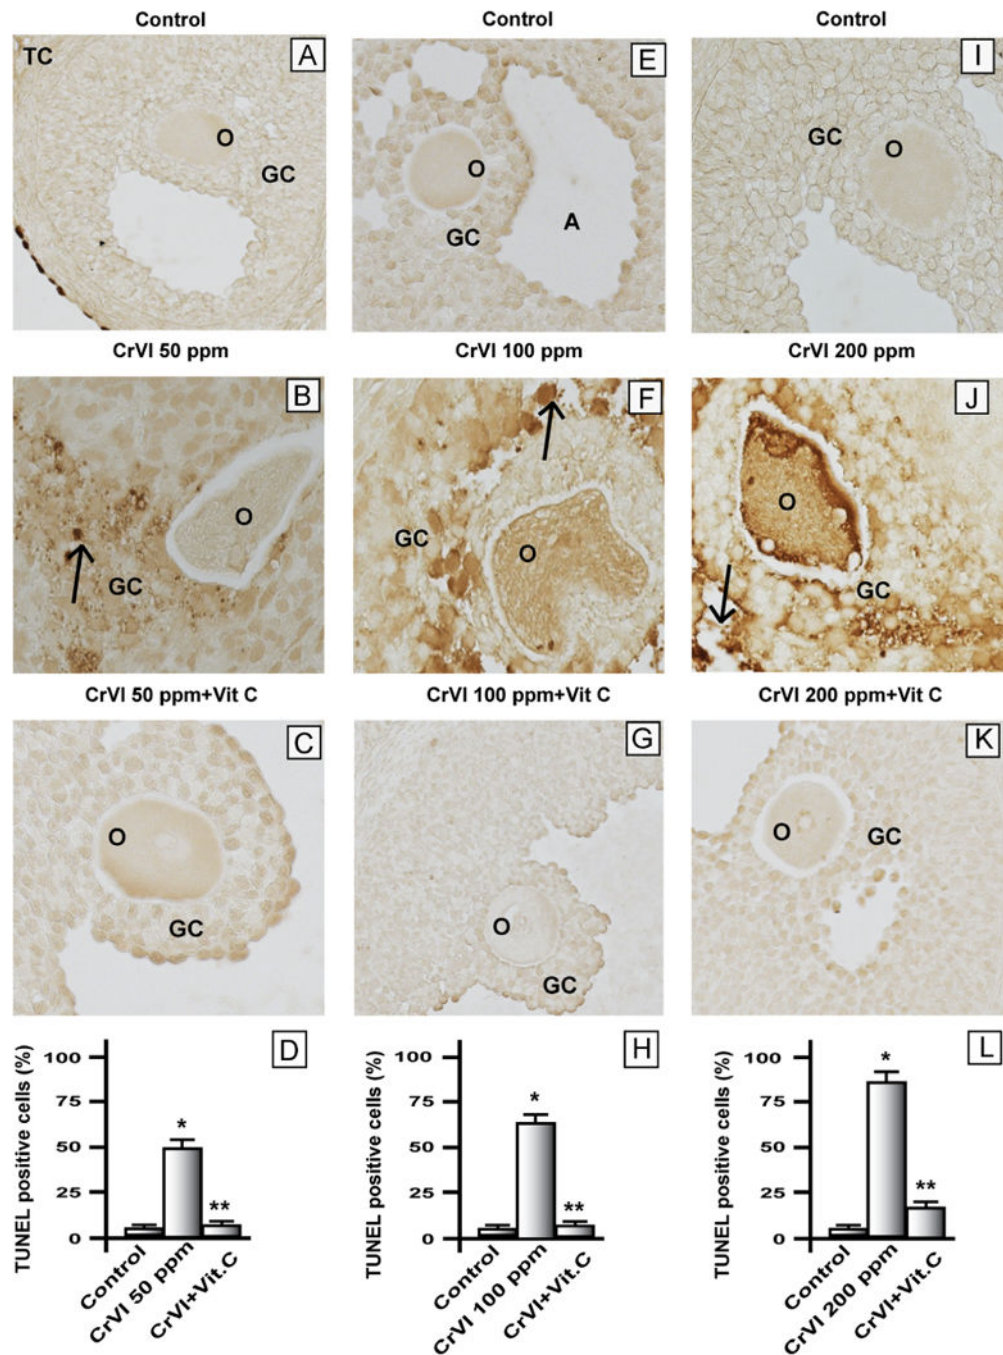 Control Control Control
TC A E I
O O O
GC GC GC
A
CrVI 50 ppm CrVI 100 ppm CrVI 200 ppm
B F J
O O O
GC GC GC
CrVI 50 ppm+Vit C CrVI 100 ppm+Vit C CrVI 200 ppm+Vit C
C G K
O O O
GC GC GC
D H L
TUNEL positive cells (%)
100
75
50
25
0
*
**
Control
CrVI 50 ppm
CrVI+Vit.C
TUNEL positive cells (%)
100
75
50
25
0
*
**
Control
CrVI 100 ppm
CrVI+Vit.C
TUNEL positive cells (%)
100
75
50
25
0
*
**
Control
CrVI 200 ppm
CrVI+Vit.C